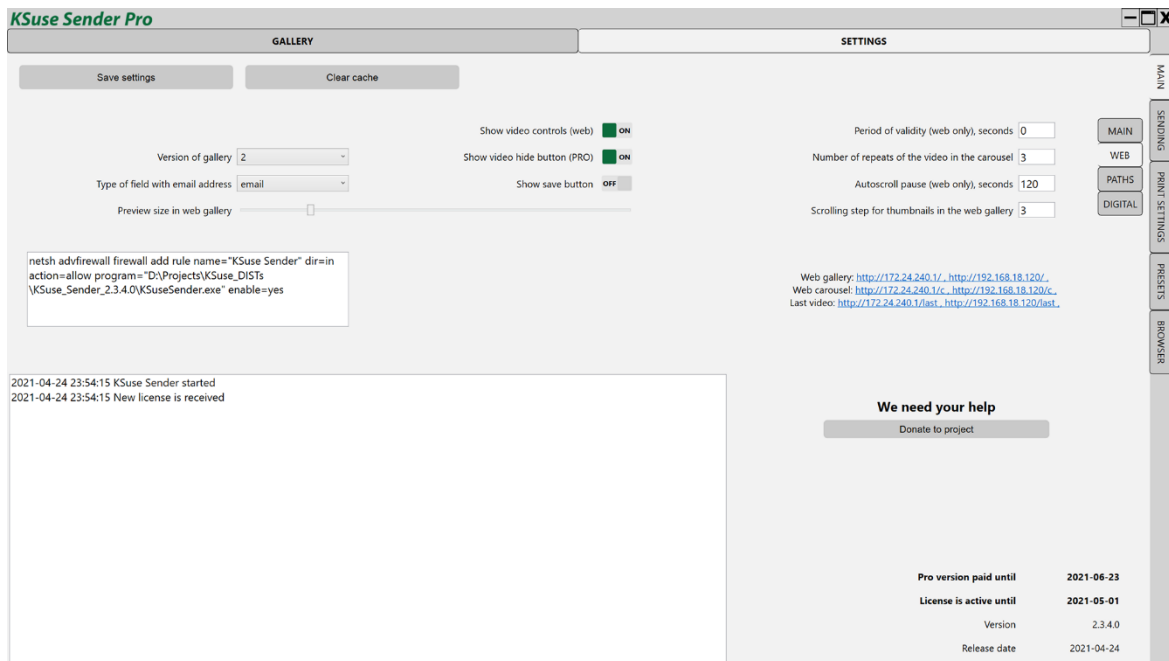 KSuse Sender Pro
GALLERY
SETTINGS
Save settings
Clear cache
Version of gallery 2
Type of field with email address email
Preview size in web gallery
Show video controls (web) ON
Show video hide button (PRO) ON
Show save button OFF
Period of validity (web only), seconds 0
Number of repeats of the video in the carousel 3
Autoscroll pause (web only), seconds 120
Scrolling step for thumbnails in the web gallery 3
MAIN
WEB
PATHS
DIGITAL
MAIN
SENDING
PRINT SETTINGS
PRESETS
BROWSER
netsh advfirewall firewall add rule name="KSuse Sender" dir=in
action=allow program="D:\Projects\KSuse_DISTs
\KSuse_Sender_2.3.4.0\KSuseSender.exe" enable=yes
Web gallery: http://172.24.240.1/ , http://192.168.18.120/ ,
Web carousel: http://172.24.240.1/c , http://192.168.18.120/c ,
Last video: http://172.24.240.1/last , http://192.168.18.120/last ,
2021-04-24 23:54:15 KSuse Sender started
2021-04-24 23:54:15 New license is received
We need your help
Donate to project
Pro version paid until 2021-06-23
License is active until 2021-05-01
Version 2.3.4.0
Release date 2021-04-24